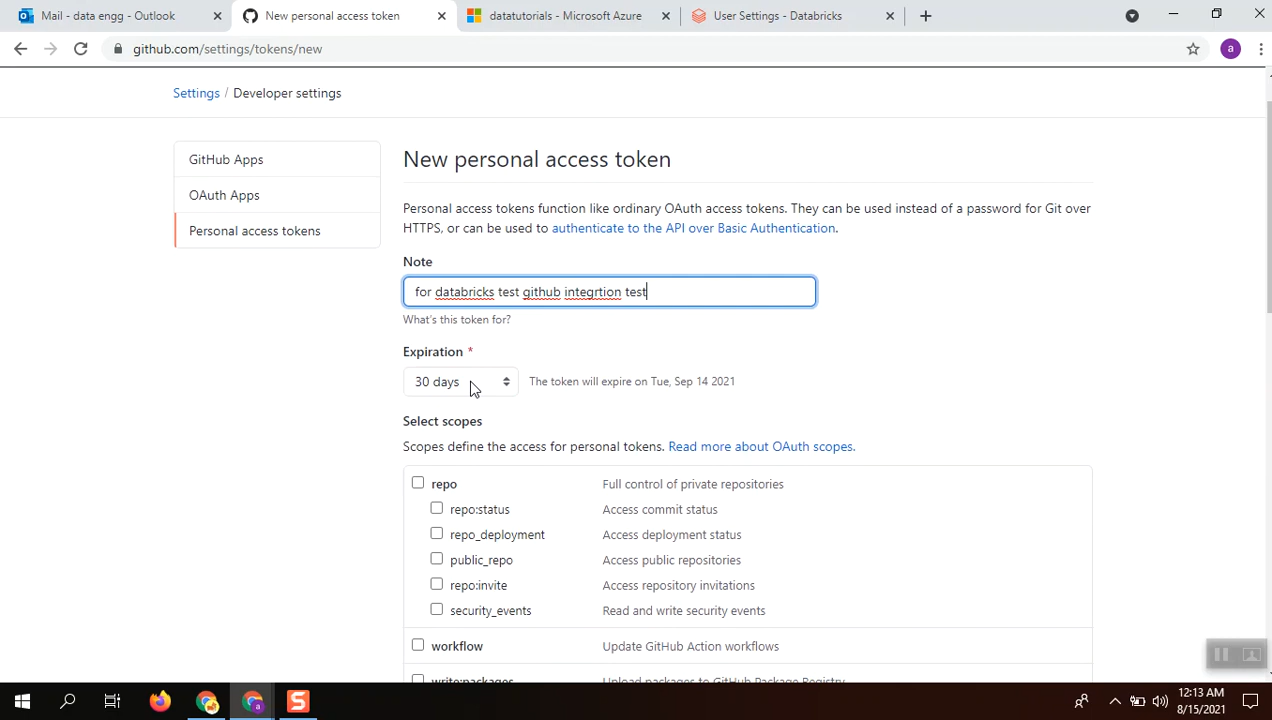 Mail - data engg - Outlook
New personal access token
datatutorials - Microsoft Azure
User Settings - Databricks
github.com/settings/tokens/new
a
Settings / Developer settings
GitHub Apps
OAuth Apps
Personal access tokens
New personal access token
Personal access tokens function like ordinary OAuth access tokens. They can be used instead of a password for Git over
HTTPS, or can be used to authenticate to the API over Basic Authentication.
Note
for databricks test github integrtion test
What's this token for?
Expiration *
30 days
The token will expire on Tue, Sep 14 2021
Select scopes
Scopes define the access for personal tokens. Read more about OAuth scopes.
repo Full control of private repositories
repo:status Access commit status
repo_deployment Access deployment status
public_repo Access public repositories
repo:invite Access repository invitations
security_events Read and write security events
workflow Update GitHub Action workflows
write:packages Upload packages to GitHub Package Registry
12:13 AM
8/15/2021